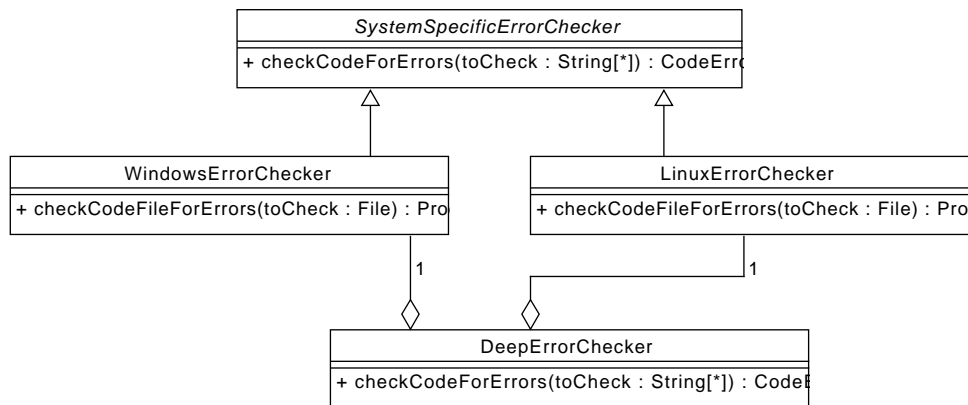 SystemSpecificErrorChecker
+ checkCodeForErrors(toCheck : String[*]) : CodeErro
WindowsErrorChecker
LinuxErrorChecker
+ checkCodeFileForErrors(toCheck : File) : Pro
+ checkCodeFileForErrors(toCheck : File) : Pro
1
1
DeepErrorChecker
+ checkCodeForErrors(toCheck : String[*]) : CodeE